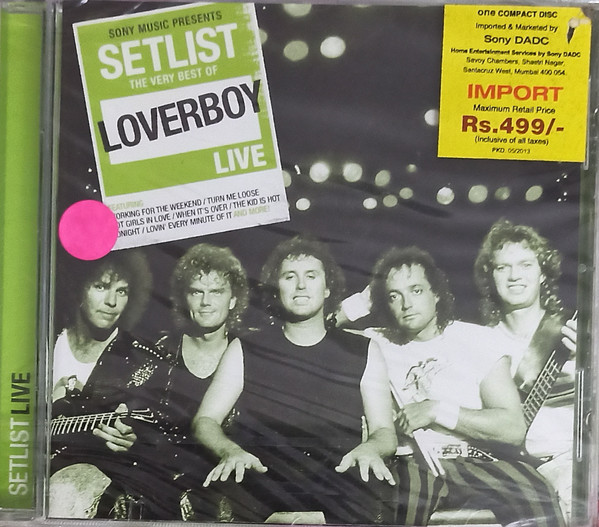 SONY MUSIC PRESENTS
SETLIST
THE VERY BEST OF
LOVERBOY
LIVE
FEATURING
WORKING FOR THE WEEKEND / TURN ME LOOSE
HOT GIRLS IN LOVE / WHEN IT'S OVER / THE KID IS HOT
TONIGHT / LOVIN' EVERY MINUTE OF IT AND MORE!
one COMPACT DISC
Imported & Marketed by
Sony DADC
Home Entertainment Services by Sony DADC
Savoy Chambers, Shastri Nagar,
Santacruz West, Mumbai 400 054.
IMPORT
Maximum Retail Price
Rs.499/-
(Inclusive of all taxes)
PKD. 05/2013
SETLIST LIVE